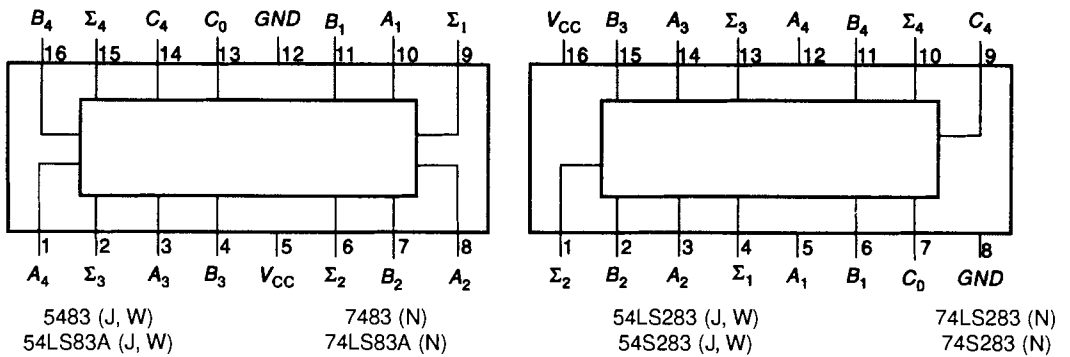 B₄ Σ₄ C₄ C₀ GND B₁ A₁ Σ₁
16 15 14 13 12 11 10 9
1 2 3 4 5 6 7 8
A₄ Σ₃ A₃ B₃ V_CC Σ₂ B₂ A₂
5483 (J, W) 7483 (N)
54LS83A (J, W) 74LS83A (N)
V_CC B₃ A₃ Σ₃ A₄ B₄ Σ₄ C₄
16 15 14 13 12 11 10 9
1 2 3 4 5 6 7 8
Σ₂ B₂ A₂ Σ₁ A₁ B₁ C₀ GND
54LS283 (J, W) 74LS283 (N)
54S283 (J, W) 74S283 (N)